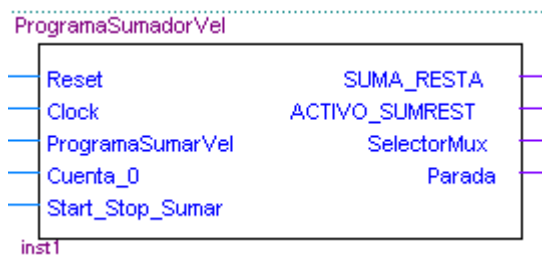 ProgramaSumadorVel
Reset SUMA_RESTA
Clock ACTIVO_SUMREST
ProgramaSumarVel SelectorMux
Cuenta_0 Parada
Start_Stop_Sumar
inst1